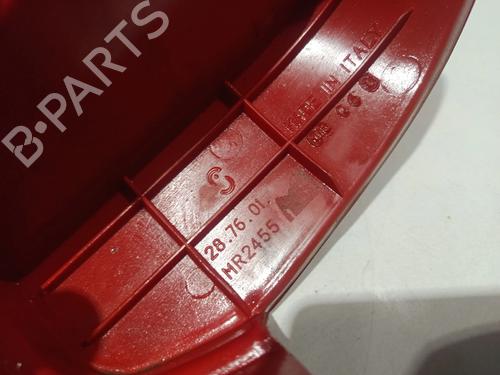 B-PARTS
MADE IN ITALY
28.76.01.
MR2455